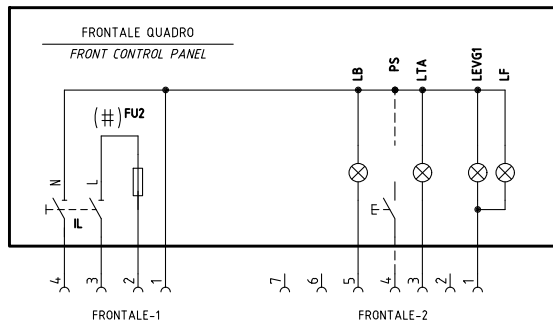 FRONTALE QUADRO
FRONT CONTROL PANEL
LB
PS
LTA
LEVG1
LF
(#) FU2
N
L
IL
4
3
2
1
7
6
5
4
3
2
1
FRONTALE-1
FRONTALE-2